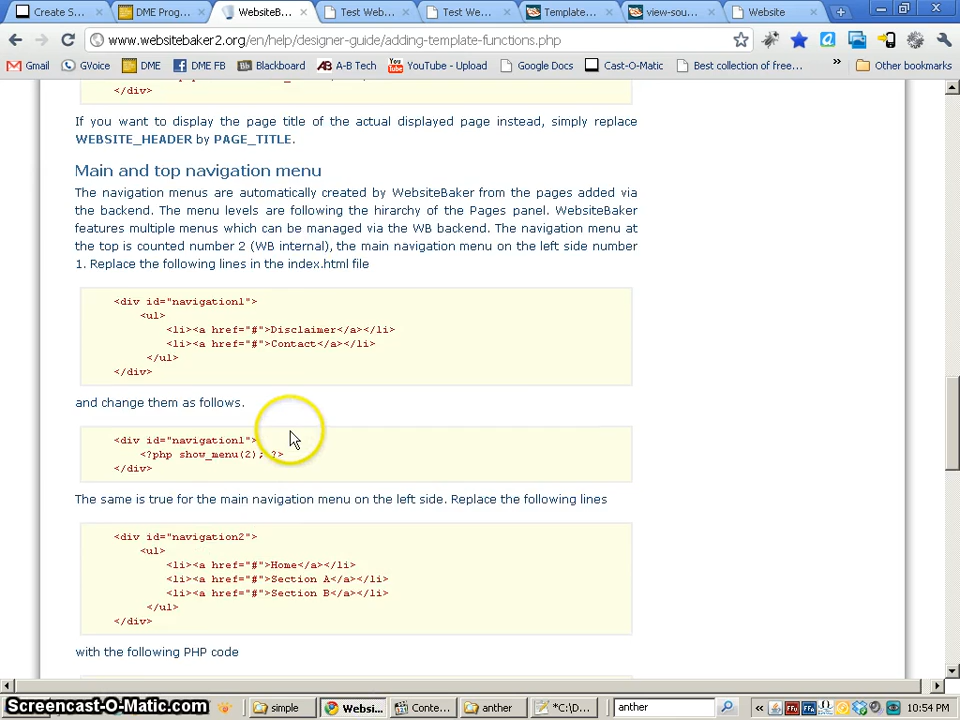 Create S...
DME Prog...
WebsiteB...
Test Web...
Test We...
Template...
view-sou...
Website
www.websitebaker2.org/en/help/designer-guide/adding-template-functions.php
Gmail
GVoice
DME
DME FB
Blackboard
A-B Tech
YouTube - Upload
Google Docs
Cast-O-Matic
Best collection of free...
»
Other bookmarks
</div>
If you want to display the page title of the actual displayed page instead, simply replace
WEBSITE_HEADER by PAGE_TITLE.
Main and top navigation menu
The navigation menus are automatically created by WebsiteBaker from the pages added via
the backend. The menu levels are following the hirarchy of the Pages panel. WebsiteBaker
features multiple menus which can be managed via the WB backend. The navigation menu at
the top is counted number 2 (WB internal), the main navigation menu on the left side number
1. Replace the following lines in the index.html file
<div id="navigation1">
<ul>
<li><a href="#">Disclaimer</a></li>
<li><a href="#">Contact</a></li>
</ul>
</div>
and change them as follows.
<div id="navigation1">
<?php show_menu(2); ?>
</div>
The same is true for the main navigation menu on the left side. Replace the following lines
<div id="navigation2">
<ul>
<li><a href="#">Home</a></li>
<li><a href="#">Section A</a></li>
<li><a href="#">Section B</a></li>
</ul>
</div>
with the following PHP code
Screencast-O-Matic.com
simple
Websi...
Conte...
anther
*C:\D...
anther
«
10:54 PM